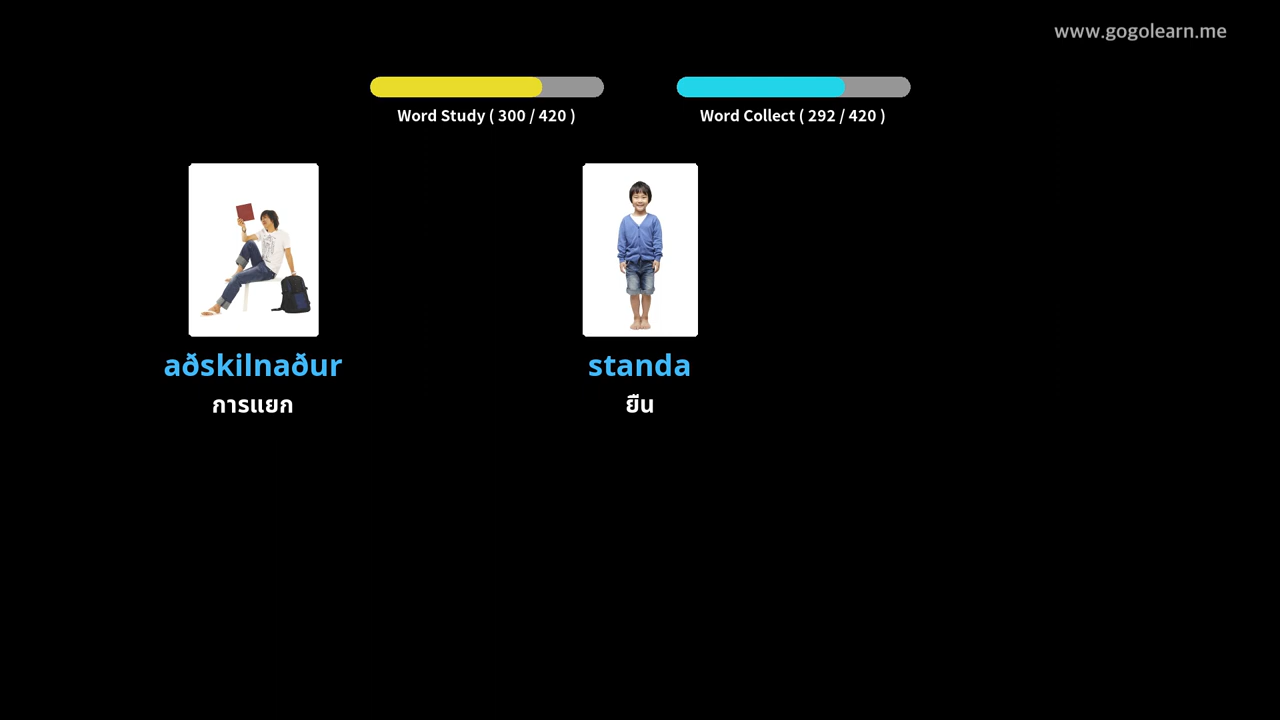 www.gogolearn.me
Word Study ( 300 / 420 )
Word Collect ( 292 / 420 )
aðskilnaður
การแยก
standa
ยืน